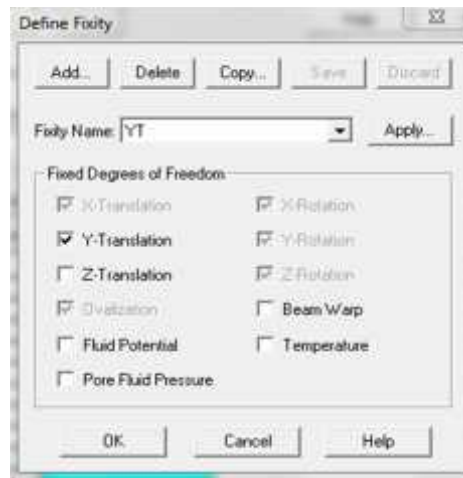 Define Fixity
Add... Delete Copy... Save Discard
Fixity Name: YT Apply...
Fixed Degrees of Freedom
X-Translation X-Rotation
Y-Translation Y-Rotation
Z-Translation Z-Rotation
Ovalization Beam Warp
Fluid Potential Temperature
Pore Fluid Pressure
OK Cancel Help